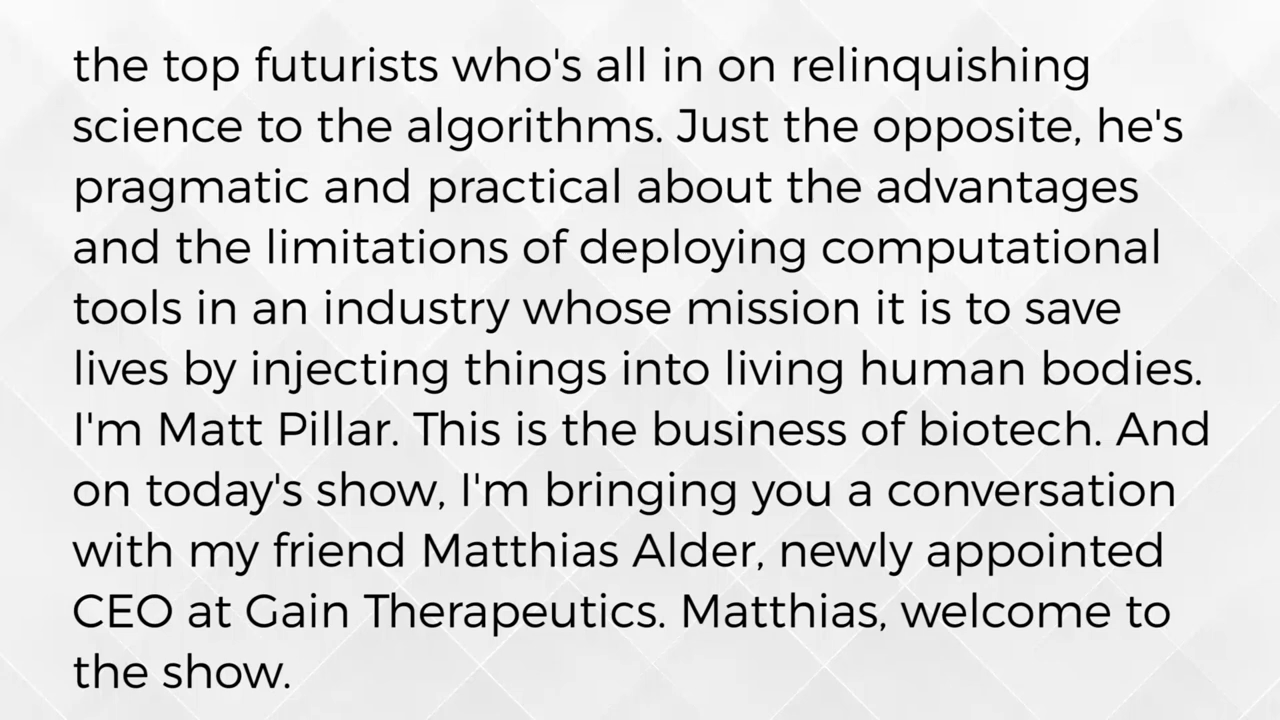 the top futurists who's all in on relinquishing
science to the algorithms. Just the opposite, he's
pragmatic and practical about the advantages
and the limitations of deploying computational
tools in an industry whose mission it is to save
lives by injecting things into living human bodies.
I'm Matt Pillar. This is the business of biotech. And
on today's show, I'm bringing you a conversation
with my friend Matthias Alder, newly appointed
CEO at Gain Therapeutics. Matthias, welcome to
the show.